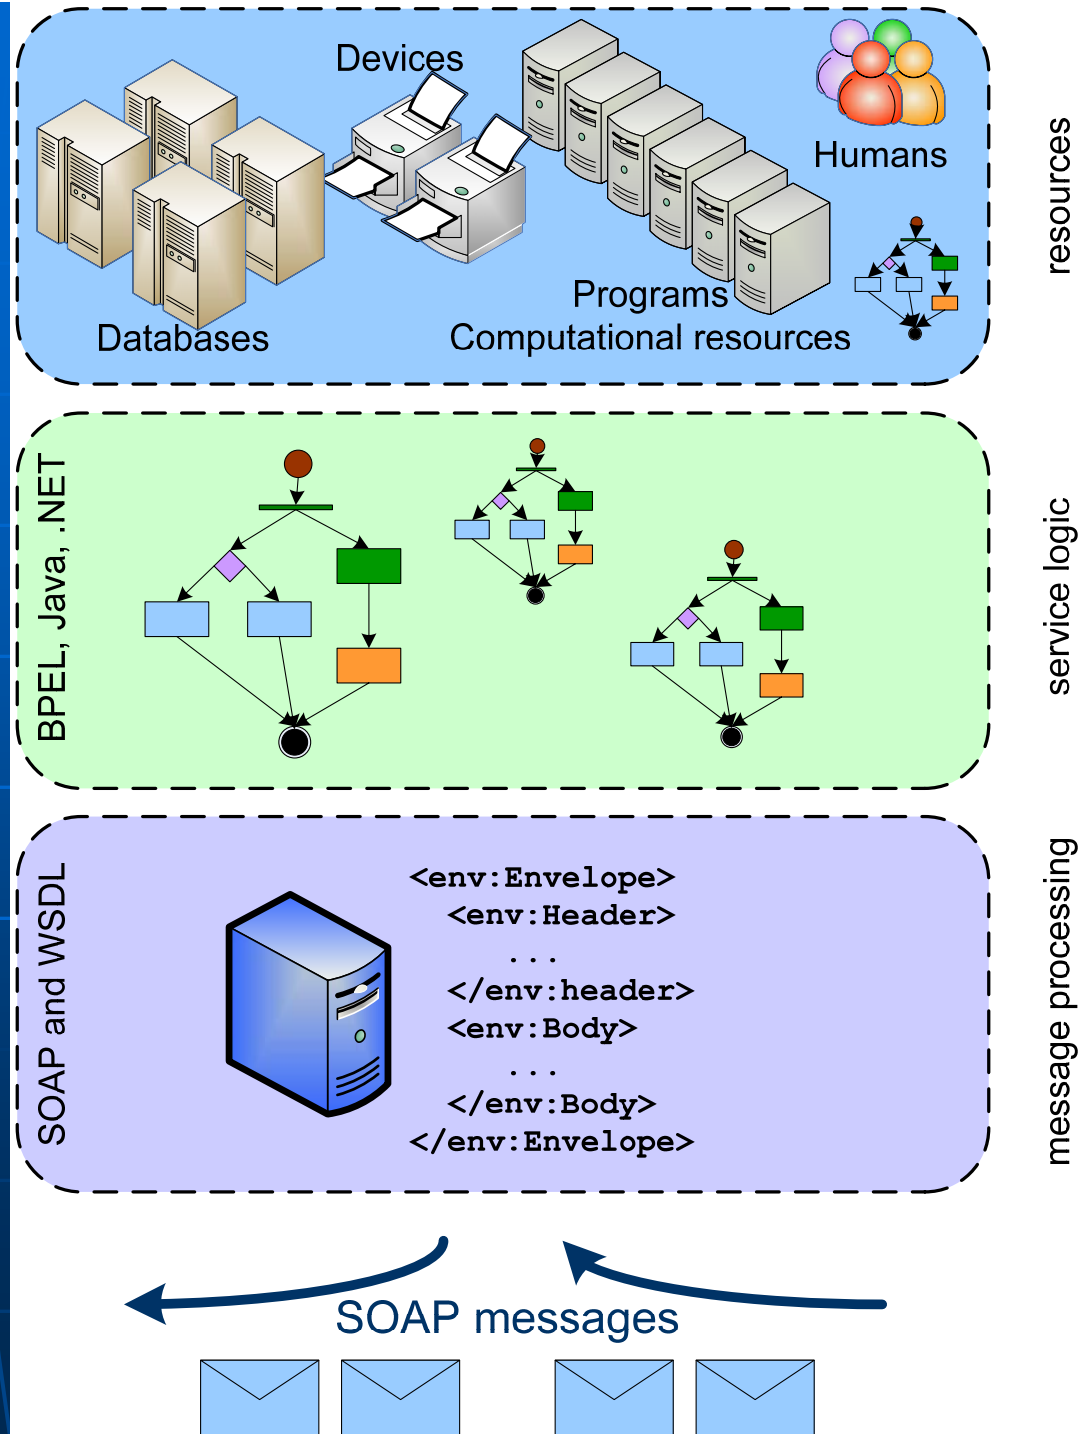 Devices
Humans
Databases
Programs
Computational resources
resources
BPEL, Java, .NET
service logic
SOAP and WSDL
<env:Envelope>
<env:Header>
...
</env:header>
<env:Body>
...
</env:Body>
</env:Envelope>
message processing
SOAP messages